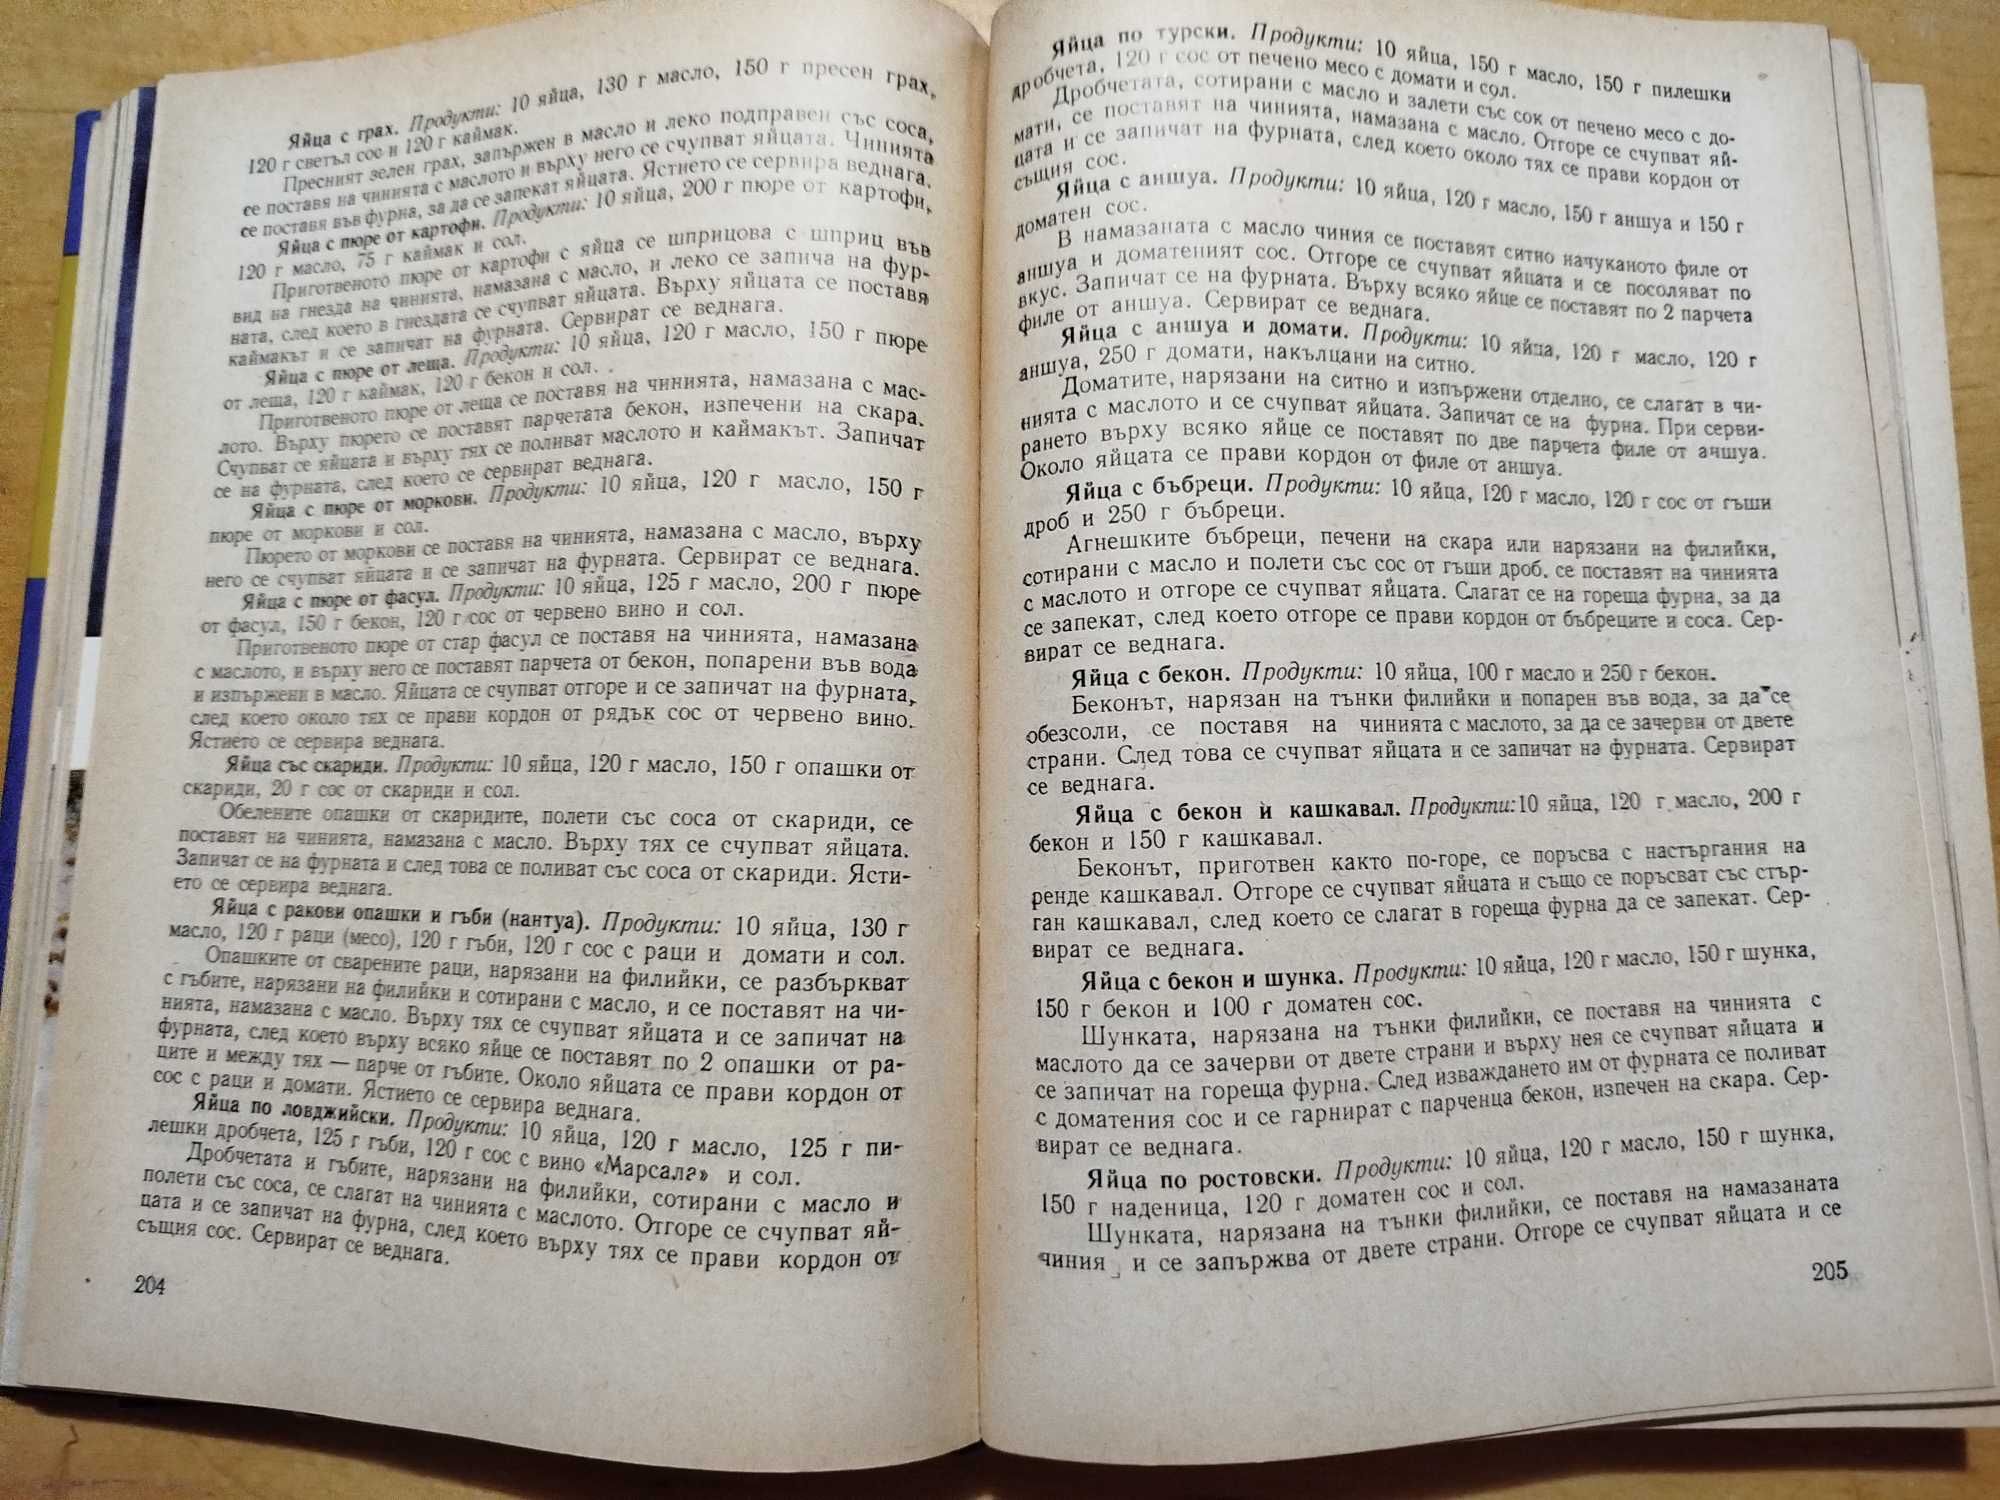 Яйца с грах. Продукти: 10 яйца, 130 г масло, 150 г пресен грах,
120 г светъл сос и 120 г каймак.
Пресният зелен грах, запържен в масло и леко подправен със соса,
се поставя на чинията с маслото и върху него се счупват яйцата. Чинията
се поставя във фурна, за да се запекат яйцата. Ястието се сервира веднага.
Яйца с пюре от картофи. Продукти: 10 яйца, 200 г пюре от картофи,
120 г масло, 75 г каймак и сол.
Приготвеното пюре от картофи с яйца се шприцова с шприц във
вид на гнезда на чинията, намазана с масло, и леко се запича на фур-
ната, след което в гнездата се счупват яйцата. Върху яйцата се поставя
каймакът и се запичат на фурната. Сервират се веднага.
Яйца с пюре от леща. Продукти: 10 яйца, 120 г масло, 150 г пюре
от леща, 120 г каймак, 120 г бекон и сол.
Приготвеното пюре от леща се поставя на чинията, намазана с мас-
лото. Върху пюрето се поставят парчетата бекон, изпечени на скара.
Счупват се яйцата и върху тях се поливат маслото и каймакът. Запичат
се на фурната, след което се сервират веднага.
Яйца с пюре от моркови. Продукти: 10 яйца, 120 г масло, 150 г
пюре от моркови и сол.
Пюрето от моркови се поставя на чинията, намазана с масло, върху
него се счупват яйцата и се запичат на фурната. Сервират се веднага.
Яйца с пюре от фасул. Продукти: 10 яйца, 125 г масло, 200 г пюре
от фасул, 150 г бекон, 120 г сос от червено вино и сол.
Приготвеното пюре от стар фасул се поставя на чинията, намазана
с маслото, и върху него се поставят парчета от бекон, попарени във вода
и изпържени в масло. Яйцата се счупват отгоре и се запичат на фурната,
след което около тях се прави кордон от рядък сос от червено вино.
Ястието се сервира веднага.
Яйца със скариди. Продукти: 10 яйца, 120 г масло, 150 г опашки от
скариди, 20 г сос от скариди и сол.
Обелените опашки от скаридите, полети със соса от скариди, се
поставят на чинията, намазана с масло. Върху тях се счупват яйцата.
Запичат се на фурната и след това се поливат със соса от скариди. Ясти-
ето се сервира веднага.
Яйца с ракови опашки и гъби (нантуа). Продукти: 10 яйца, 130 г
масло, 120 г раци (месо), 120 г гъби, 120 г сос с раци и домати и сол.
Опашките от сварените раци, нарязани на филийки, се разбъркват
с гъбите, нарязани на филийки и сотирани с масло, и се поставят на чи-
нията, намазана с масло. Върху тях се счупват яйцата и се запичат на
фурната, след което върху всяко яйце се поставят по 2 опашки от ра-
ците и между тях — парче от гъбите. Около яйцата се прави кордон от
сос с раци и домати. Ястието се сервира веднага.
Яйца по ловджийски. Продукти: 10 яйца, 120 г масло, 125 г пи-
лешки дробчета, 125 г гъби, 120 г сос с вино «Марсала» и сол.
Дробчетата и гъбите, нарязани на филийки, сотирани с масло и
полети със соса, се слагат на чинията с маслото. Отгоре се счупват яй-
цата и се запичат на фурна, след което върху тях се прави кордон от
същия сос. Сервират се веднага.
204
Яйца по турски. Продукти: 10 яйца, 150 г масло, 150 г пилешки
дробчета, 120 г сос от печено месо с домати и сол.
Дробчетата, сотирани с масло и залети със сок от печено месо с до-
мати, се поставят на чинията, намазана с масло. Отгоре се счупват яй-
цата и се запичат на фурната, след което около тях се прави кордон от
същия сос.
Яйца с аншуа. Продукти: 10 яйца, 120 г масло, 150 г аншуа и 150 г
доматен сос.
В намазаната с масло чиния се поставят ситно начуканото филе от
аншуа и доматеният сос. Отгоре се счупват яйцата и се посоляват по
вкус. Запичат се на фурната. Върху всяко яйце се поставят по 2 парчета
филе от аншуа. Сервират се веднага.
Яйца с аншуа и домати. Продукти: 10 яйца, 120 г масло, 120 г
аншуа, 250 г домати, накълцани на ситно.
Доматите, нарязани на ситно и изпържени отделно, се слагат в чи-
нията с маслото и се счупват яйцата. Запичат се на фурна. При серви-
рането върху всяко яйце се поставят по две парчета филе от аншуа.
Около яйцата се прави кордон от филе от аншуа.
Яйца с бъбреци. Продукти: 10 яйца, 120 г масло, 120 г сос от гъши
дроб и 250 г бъбреци.
Агнешките бъбреци, печени на скара или нарязани на филийки,
сотирани с масло и полети със сос от гъши дроб, се поставят на чинията
с маслото и отгоре се счупват яйцата. Слагат се на гореща фурна, за да
се запекат, след което отгоре се прави кордон от бъбреците и соса. Сер-
вират се веднага.
Яйца с бекон. Продукти: 10 яйца, 100 г масло и 250 г бекон.
Беконът, нарязан на тънки филийки и попарен във вода, за да се
обезсоли, се поставя на чинията с маслото, за да се зачерви от двете
страни. След това се счупват яйцата и се запичат на фурната. Сервират
се веднага.
Яйца с бекон и кашкавал. Продукти: 10 яйца, 120 г масло, 200 г
бекон и 150 г кашкавал.
Беконът, приготвен както по-горе, се поръсва с настъргания на
ренде кашкавал. Отгоре се счупват яйцата и също се поръсват със стър-
ган кашкавал, след което се слагат в гореща фурна да се запекат. Сер-
вират се веднага.
Яйца с бекон и шунка. Продукти: 10 яйца, 120 г масло, 150 г шунка,
150 г бекон и 100 г доматен сос.
Шунката, нарязана на тънки филийки, се поставя на чинията с
маслото да се зачерви от двете страни и върху нея се счупват яйцата и
се запичат на гореща фурна. След изваждането им от фурната се поливат
с доматения сос и се гарнират с парченца бекон, изпечен на скара. Сер-
вират се веднага.
Яйца по ростовски. Продукти: 10 яйца, 120 г масло, 150 г шунка,
150 г наденица, 120 г доматен сос и сол.
Шунката, нарязана на тънки филийки, се поставя на намазаната
чиния и се запържва от двете страни. Отгоре се счупват яйцата и се
205